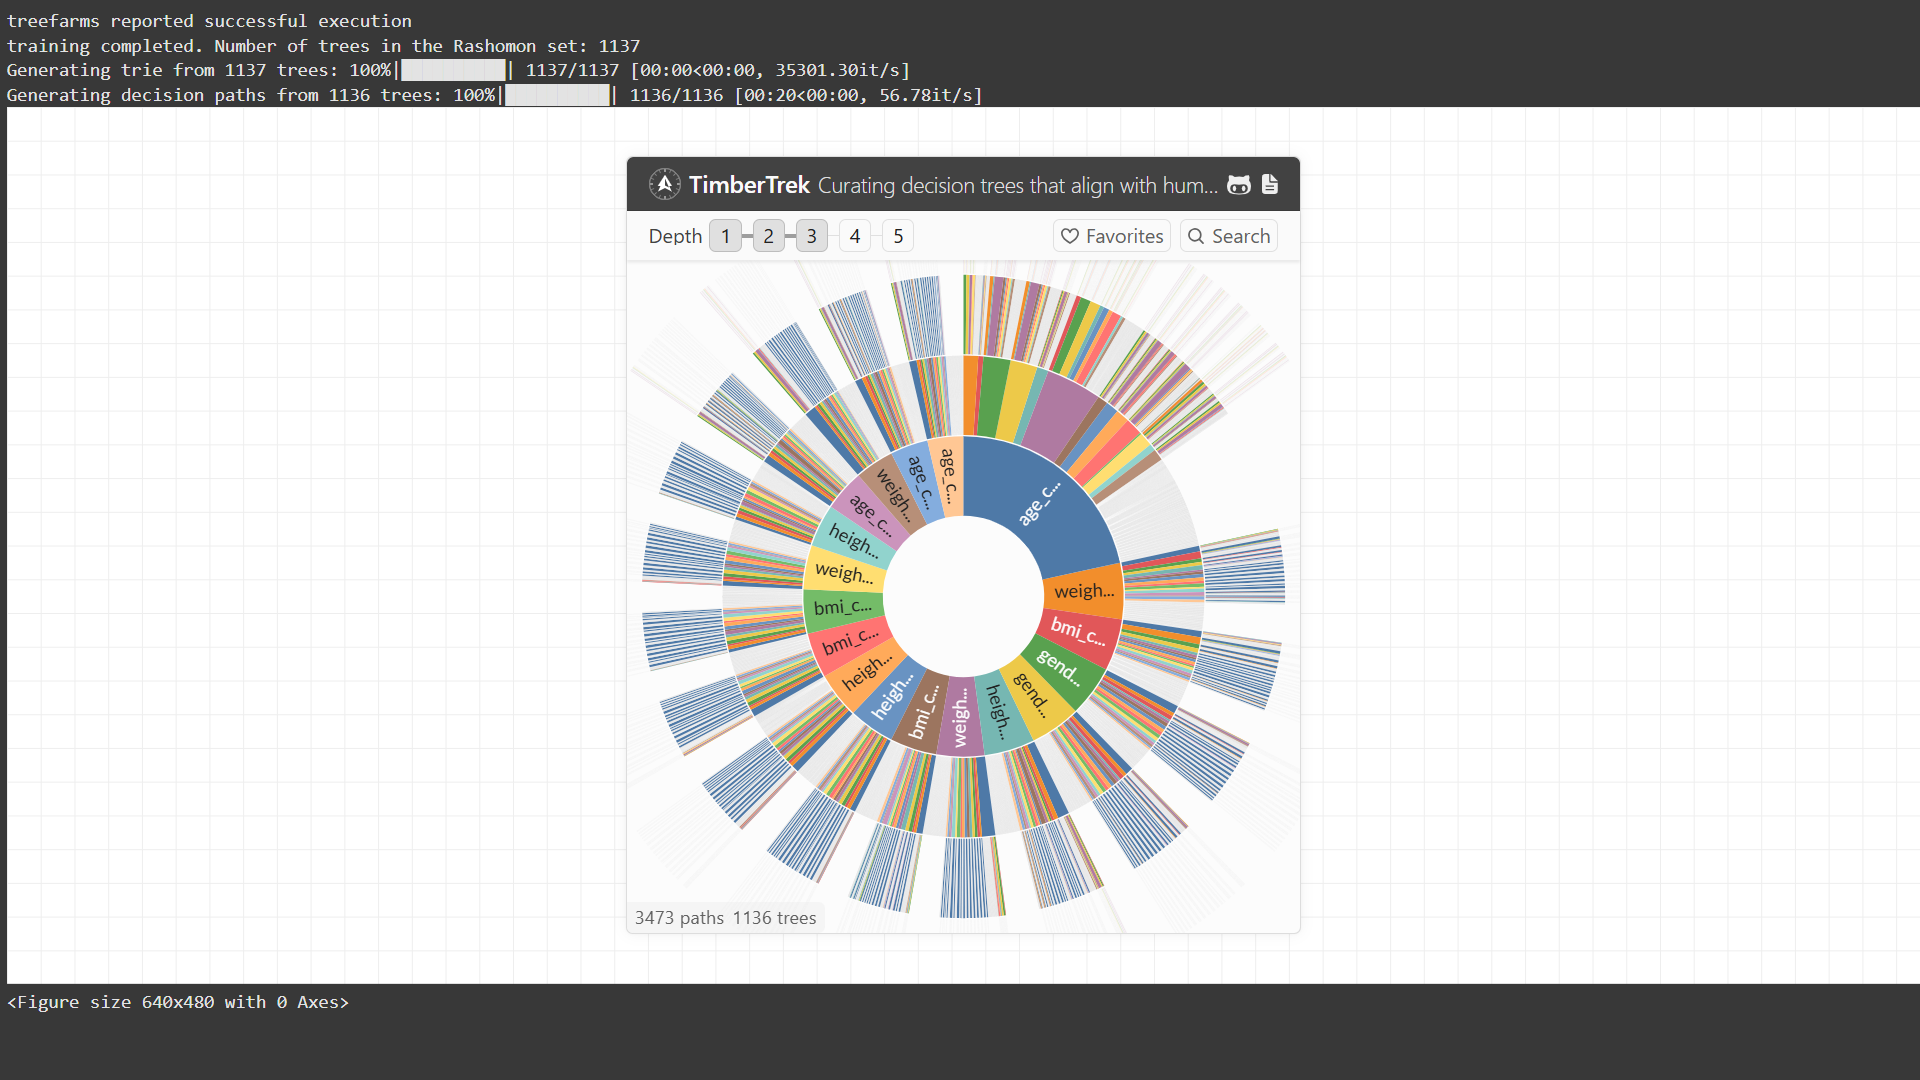 treefarms reported successful execution
training completed. Number of trees in the Rashomon set: 1137
Generating trie from 1137 trees: 100%|██████████| 1137/1137 [00:00<00:00, 35301.30it/s]
Generating decision paths from 1136 trees: 100%|██████████| 1136/1136 [00:20<00:00, 56.78it/s]
TimberTrek Curating decision trees that align with hum...
Depth 1 2 3 4 5 Favorites Search
age_c...
weigh...
bmi_c...
gend...
gend...
heigh...
weigh...
bmi_c...
heigh...
heigh...
bmi_c...
bmi_c...
weigh...
heigh...
age_c...
weigh...
age_c...
age_c...
3473 paths 1136 trees
<Figure size 640x480 with 0 Axes>